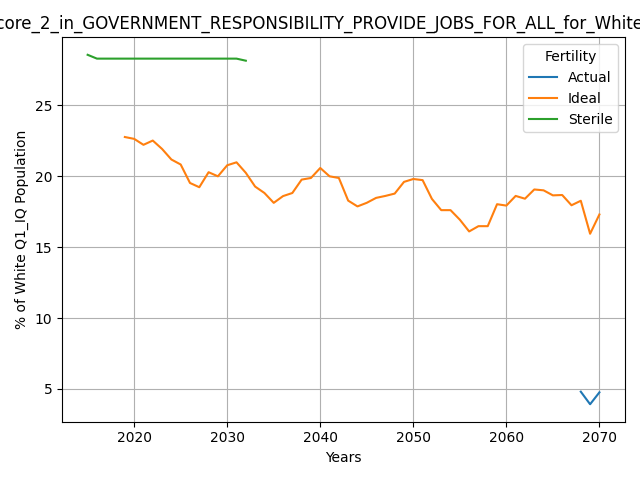 core_2_in_GOVERNMENT_RESPONSIBILITY_PROVIDE_JOBS_FOR_ALL_for_White
Fertility
Actual
Ideal
Sterile
% of White Q1_IQ Population
25
20
15
10
5
2020 2030 2040 2050 2060 2070
Years